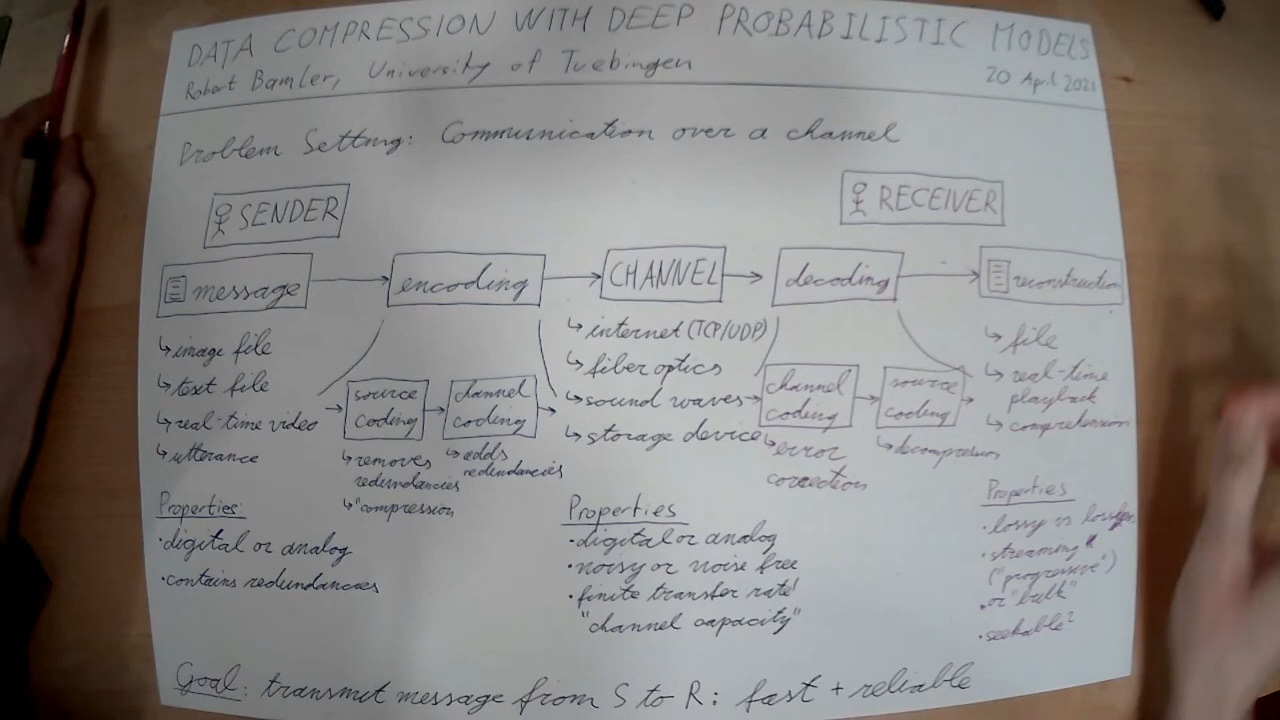 DATA COMPRESSION WITH DEEP PROBABILISTIC MODELS
Robert Bamler, University of Tuebingen
20 April 2021
Problem Setting: Communication over a channel
SENDER
RECEIVER
message
encoding
CHANNEL
decoding
reconstruction
↳ image file
↳ text file
↳ real-time video
↳ utterance
source
coding
channel
coding
↳ removes
redundancies
↳ "compression
↳ adds
redundancies
↳ internet (TCP/UDP)
↳ fiber optics
↳ sound waves
↳ storage device
channel
coding
source
coding
↳ error
correction
↳ decompression
↳ file
↳ real-time
playback
↳ comprehension
Properties:
· digital or analog
· contains redundancies
Properties
· digital or analog
· noisy or noise free
· finite transfer rate
"channel capacity"
Properties
· lossy vs lossless
· streaming"
("progressive")
· or "bulk"
· seekable?
Goal: transmit message from S to R: fast + reliable